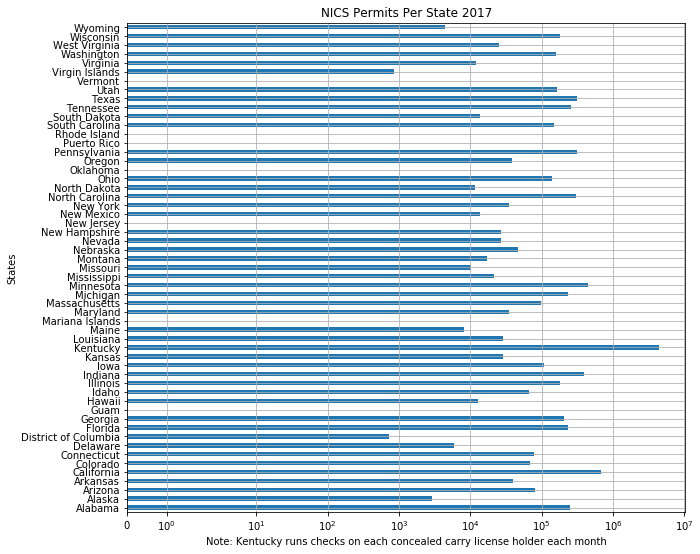 NICS Permits Per State 2017
Wyoming
Wisconsin
West Virginia
Washington
Virginia
Virgin Islands
Vermont
Utah
Texas
Tennessee
South Dakota
South Carolina
Rhode Island
Puerto Rico
Pennsylvania
Oregon
Oklahoma
Ohio
North Dakota
North Carolina
New York
New Mexico
New Jersey
New Hampshire
Nevada
Nebraska
Montana
Missouri
Mississippi
Minnesota
Michigan
Massachusetts
Maryland
Mariana Islands
Maine
Louisiana
Kentucky
Kansas
Iowa
Indiana
Illinois
Idaho
Hawaii
Guam
Georgia
Florida
District of Columbia
Delaware
Connecticut
Colorado
California
Arkansas
Arizona
Alaska
Alabama
States
0 10⁰ 10¹ 10² 10³ 10⁴ 10⁵ 10⁶ 10⁷
Note: Kentucky runs checks on each concealed carry license holder each month